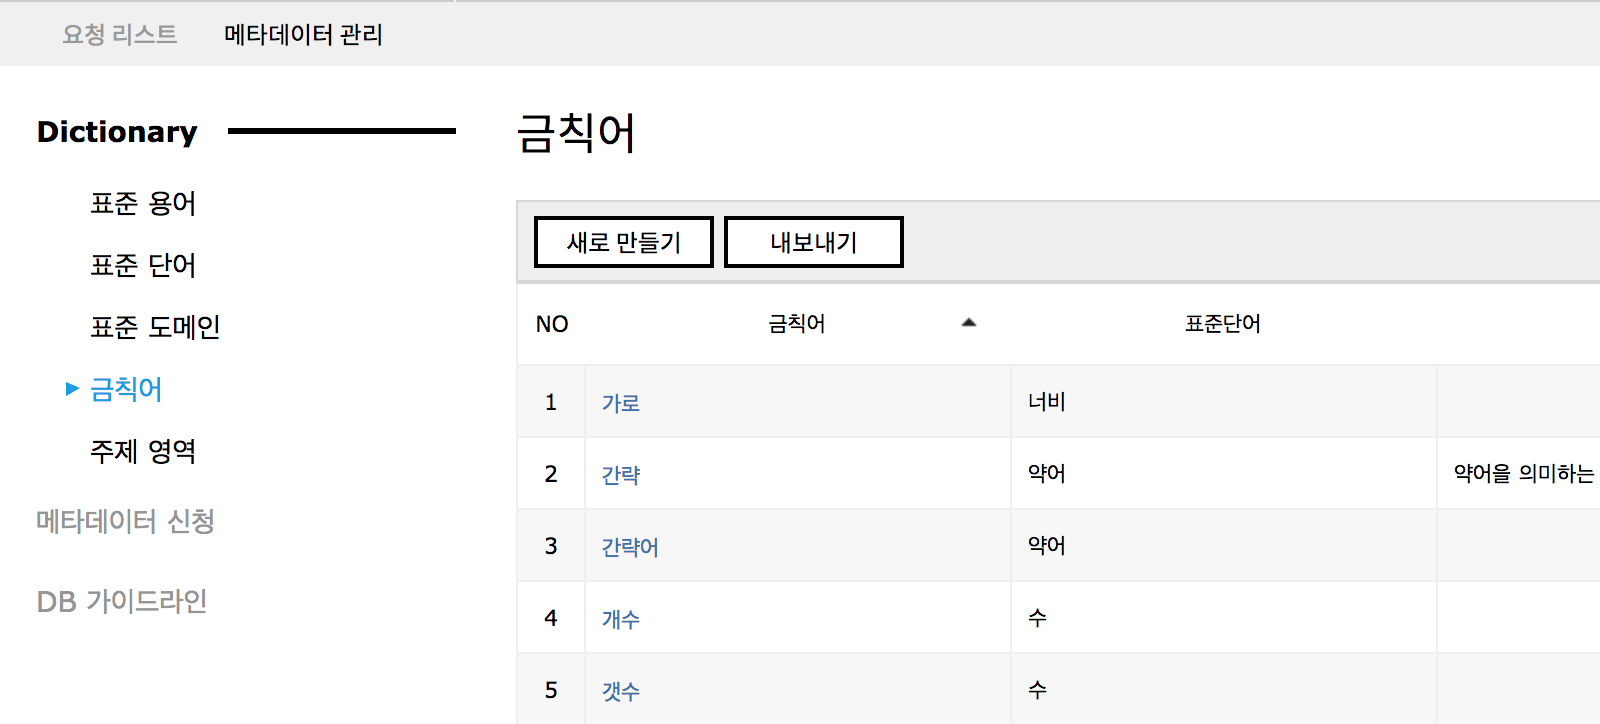 요청 리스트 메타데이터 관리
Dictionary
표준 용어
표준 단어
표준 도메인
▶ 금칙어
주제 영역
메타데이터 신청
DB 가이드라인
금칙어
새로 만들기 내보내기
NO 금칙어 ▲ 표준단어
1 가로 너비
2 간략 약어 약어을 의미하는
3 간략어 약어
4 개수 수
5 갯수 수